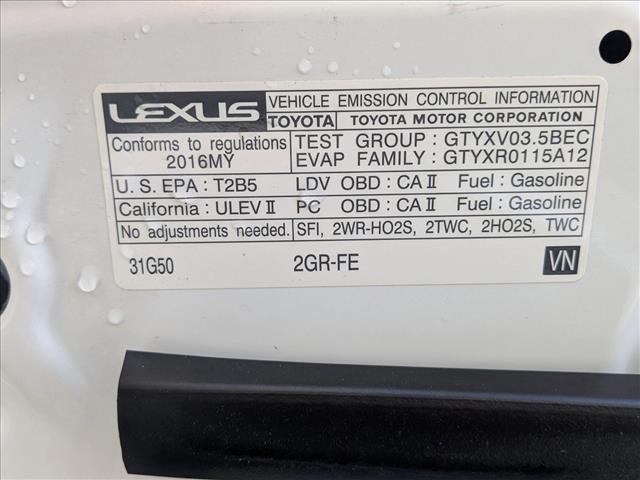 LEXUS VEHICLE EMISSION CONTROL INFORMATION
TOYOTA TOYOTA MOTOR CORPORATION
Conforms to regulations TEST GROUP : GTYXV03.5BEC
2016MY EVAP FAMILY : GTYXR0115A12
U. S. EPA : T2B5 LDV OBD : CA II Fuel : Gasoline
California : ULEV II PC OBD : CA II Fuel : Gasoline
No adjustments needed. SFI, 2WR-HO2S, 2TWC, 2HO2S, TWC
31G50 2GR-FE VN